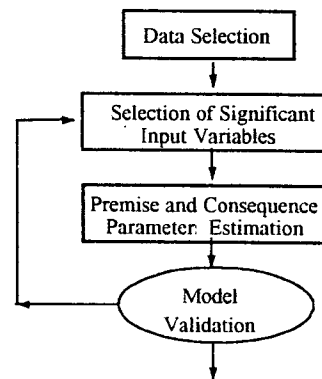 Data Selection
Selection of Significant
Input Variables
Premise and Consequence
Parameter Estimation
Model
Validation